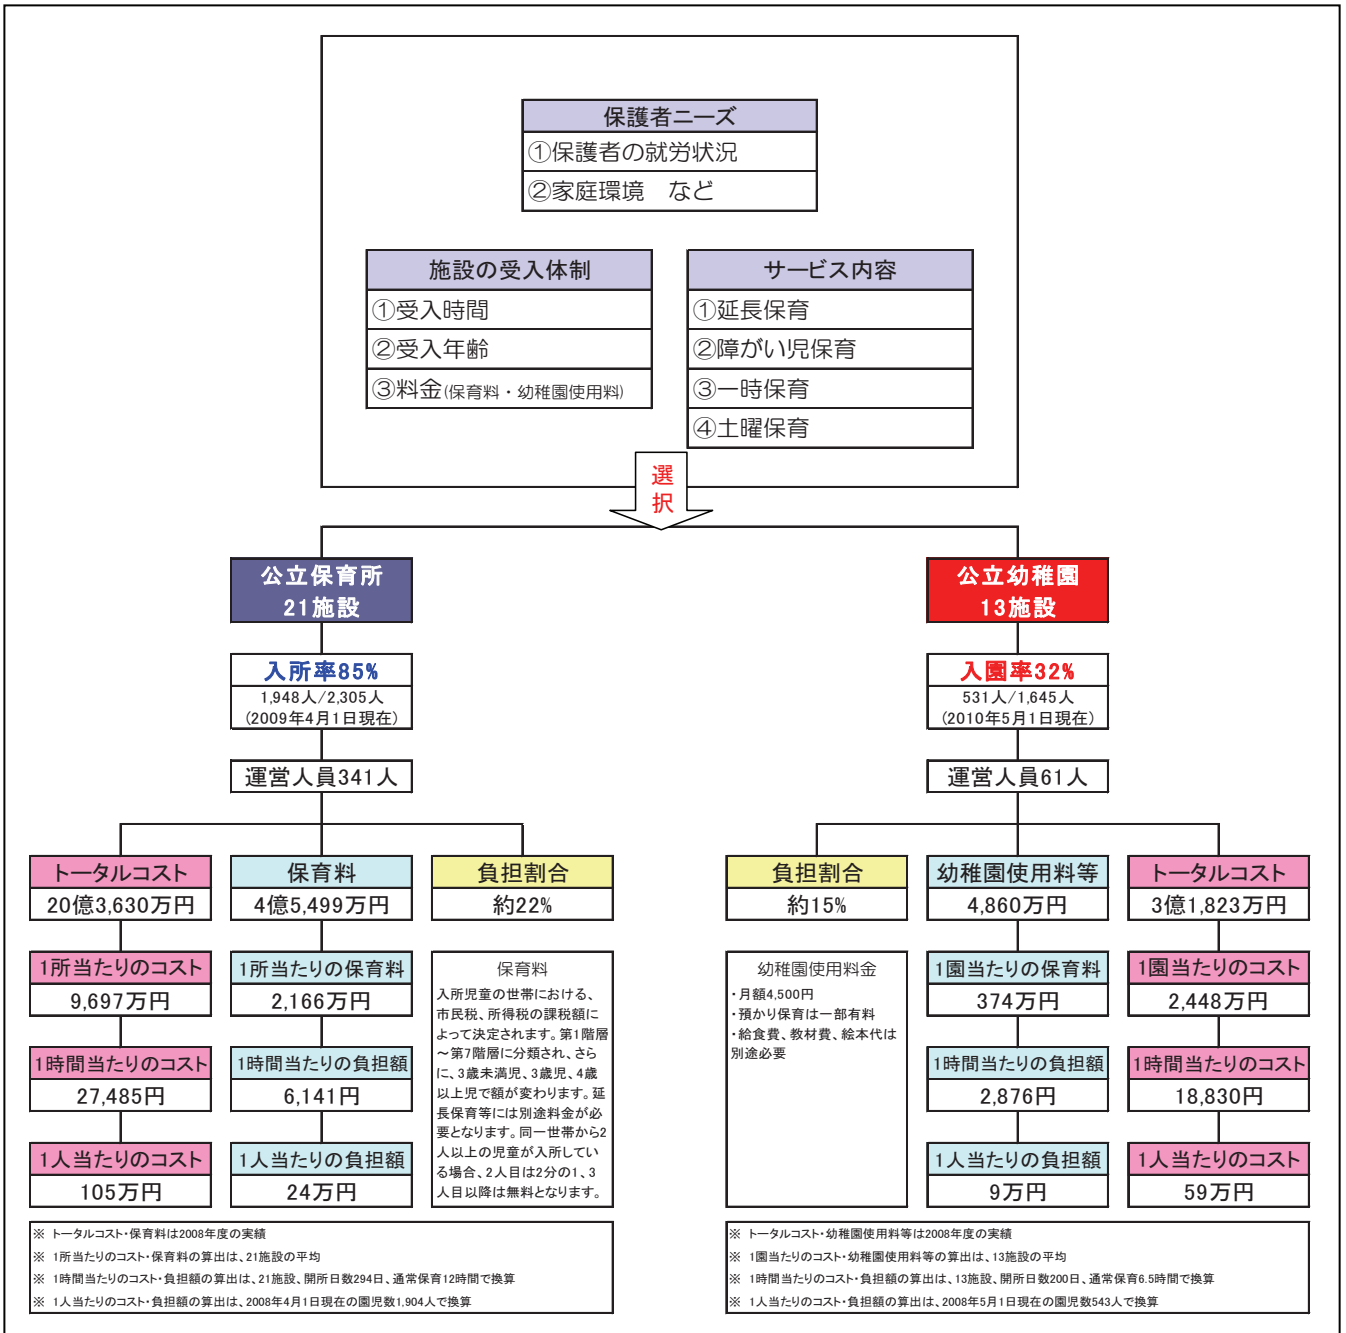 保護者ニーズ
①保護者の就労状況
②家庭環境　など
施設の受入体制
①受入時間
②受入年齢
③料金(保育料・幼稚園使用料)
サービス内容
①延長保育
②障がい児保育
③一時保育
④土曜保育
選
択
公立保育所
21施設
入所率85%
1,948人/2,305人
(2009年4月1日現在)
運営人員341人
トータルコスト
20億3,630万円
1所当たりのコスト
9,697万円
1時間当たりのコスト
27,485円
1人当たりのコスト
105万円
保育料
4億5,499万円
1所当たりの保育料
2,166万円
1時間当たりの負担額
6,141円
1人当たりの負担額
24万円
負担割合
約22%
保育料
入所児童の世帯における、
市民税、所得税の課税額に
よって決定されます。第1階層
～第7階層に分類され、さら
に、3歳未満児、3歳児、4歳
以上児で額が変わります。延
長保育等には別途料金が必
要となります。同一世帯から2
人以上の児童が入所してい
る場合、2人目は2分の1、3
人目以降は無料となります。
※ トータルコスト・保育料は2008年度の実績
※ 1所当たりのコスト・保育料の算出は、21施設の平均
※ 1時間当たりのコスト・負担額の算出は、21施設、開所日数294日、通常保育12時間で換算
※ 1人当たりのコスト・負担額の算出は、2008年4月1日現在の園児数1,904人で換算
公立幼稚園
13施設
入園率32%
531人/1,645人
(2010年5月1日現在)
運営人員61人
負担割合
約15%
幼稚園使用料金
・月額4,500円
・預かり保育は一部有料
・給食費、教材費、絵本代は
別途必要
幼稚園使用料等
4,860万円
1園当たりの保育料
374万円
1時間当たりの負担額
2,876円
1人当たりの負担額
9万円
トータルコスト
3億1,823万円
1園当たりのコスト
2,448万円
1時間当たりのコスト
18,830円
1人当たりのコスト
59万円
※ トータルコスト・幼稚園使用料等は2008年度の実績
※ 1園当たりのコスト・幼稚園使用料等の算出は、13施設の平均
※ 1時間当たりのコスト・負担額の算出は、13施設、開所日数200日、通常保育6.5時間で換算
※ 1人当たりのコスト・負担額の算出は、2008年5月1日現在の園児数543人で換算